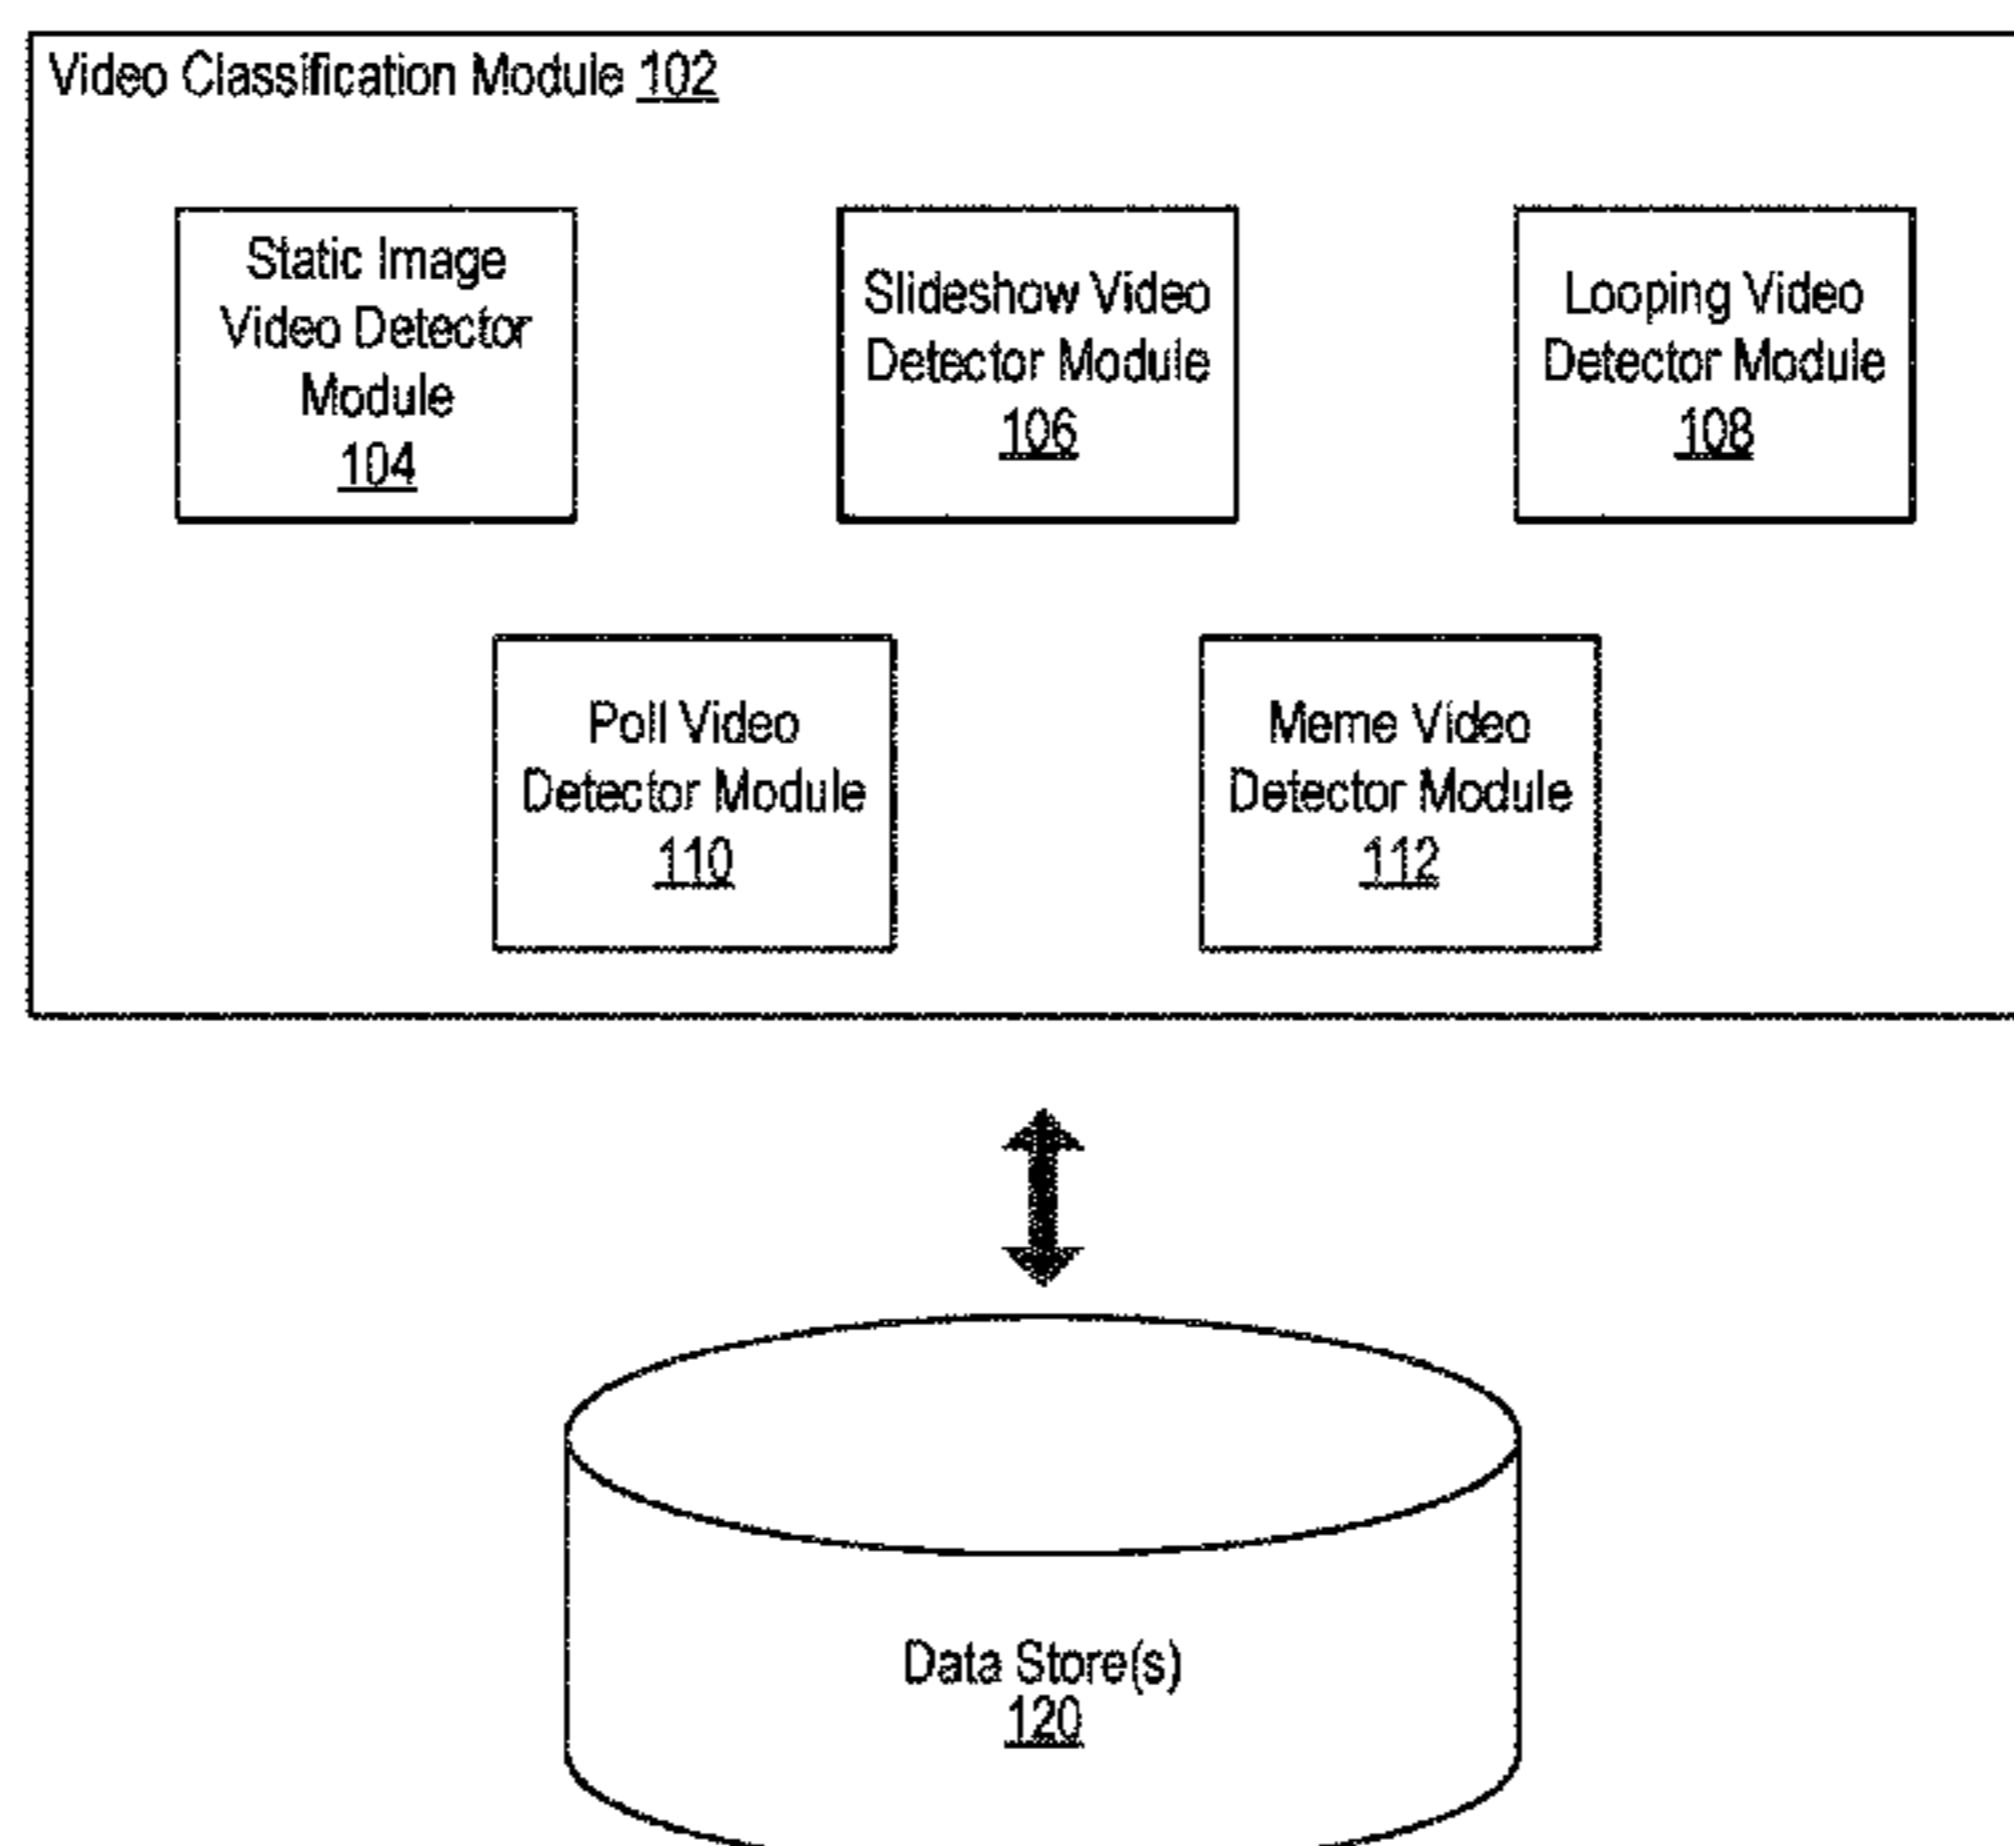 Video Classification Module 102
Static Image
Video Detector
Module
104
Slideshow Video
Detector Module
106
Looping Video
Detector Module
108
Poll Video
Detector Module
110
Meme Video
Detector Module
112
Data Store(s)
120